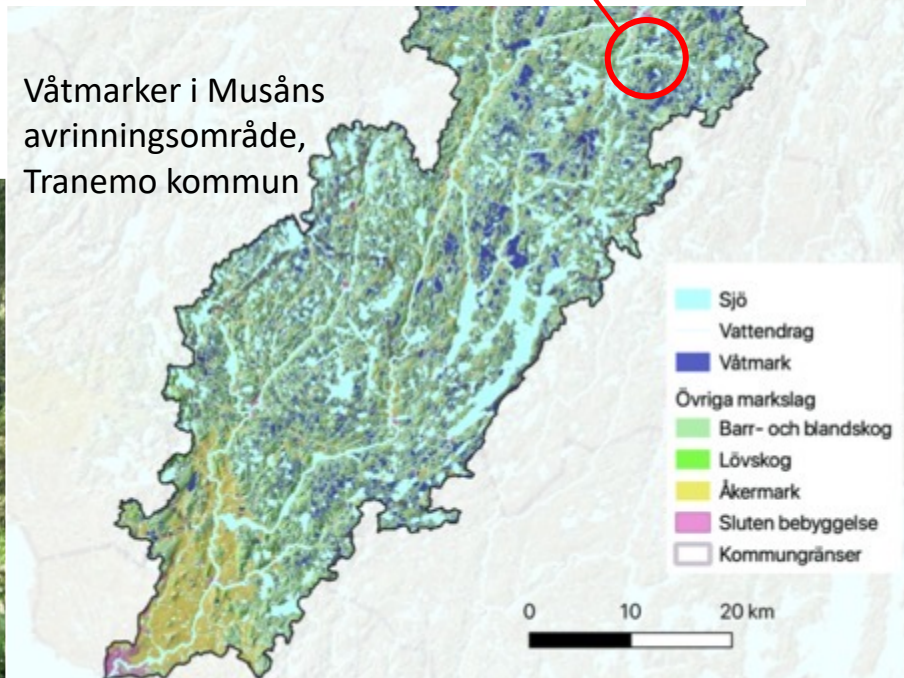 Våtmarker i Musåns
avrinningsområde,
Tranemo kommun
Sjö
Vattendrag
Våtmark
Övriga markslag
Barr- och blandskog
Lövskog
Åkermark
Sluten bebyggelse
Kommungränser
0 10 20 km